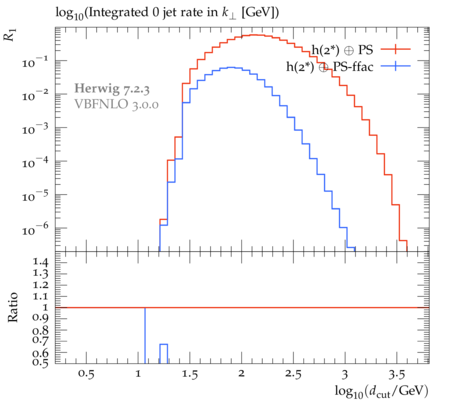 log₁₀(Integrated 0 jet rate in k⊥ [GeV])
R₁
h(2*) ⊕ PS
h(2*) ⊕ PS-ffac
Herwig 7.2.3
VBFNLO 3.0.0
10⁻¹
10⁻²
10⁻³
10⁻⁴
10⁻⁵
10⁻⁶
Ratio
1.4
1.3
1.2
1.1
1
0.9
0.8
0.7
0.6
0.5
0.5 1 1.5 2 2.5 3 3.5
log₁₀(d_cut/GeV)